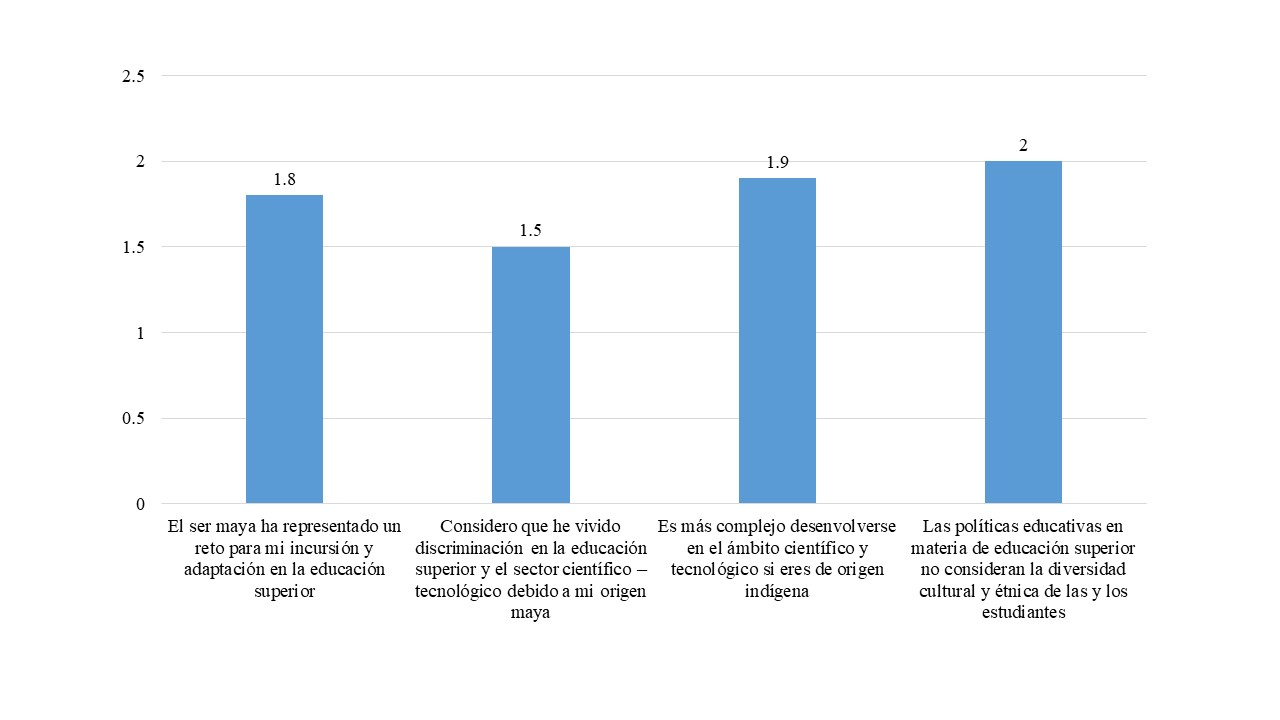 2.5
2
1.5
1
0.5
0
1.8
1.5
1.9
2
El ser maya ha representado un
reto para mi incursión y
adaptación en la educación
superior
Considero que he vivido
discriminación en la educación
superior y el sector científico –
tecnológico debido a mi origen
maya
Es más complejo desenvolverse
en el ámbito científico y
tecnológico si eres de origen
indígena
Las políticas educativas en
materia de educación superior
no consideran la diversidad
cultural y étnica de las y los
estudiantes